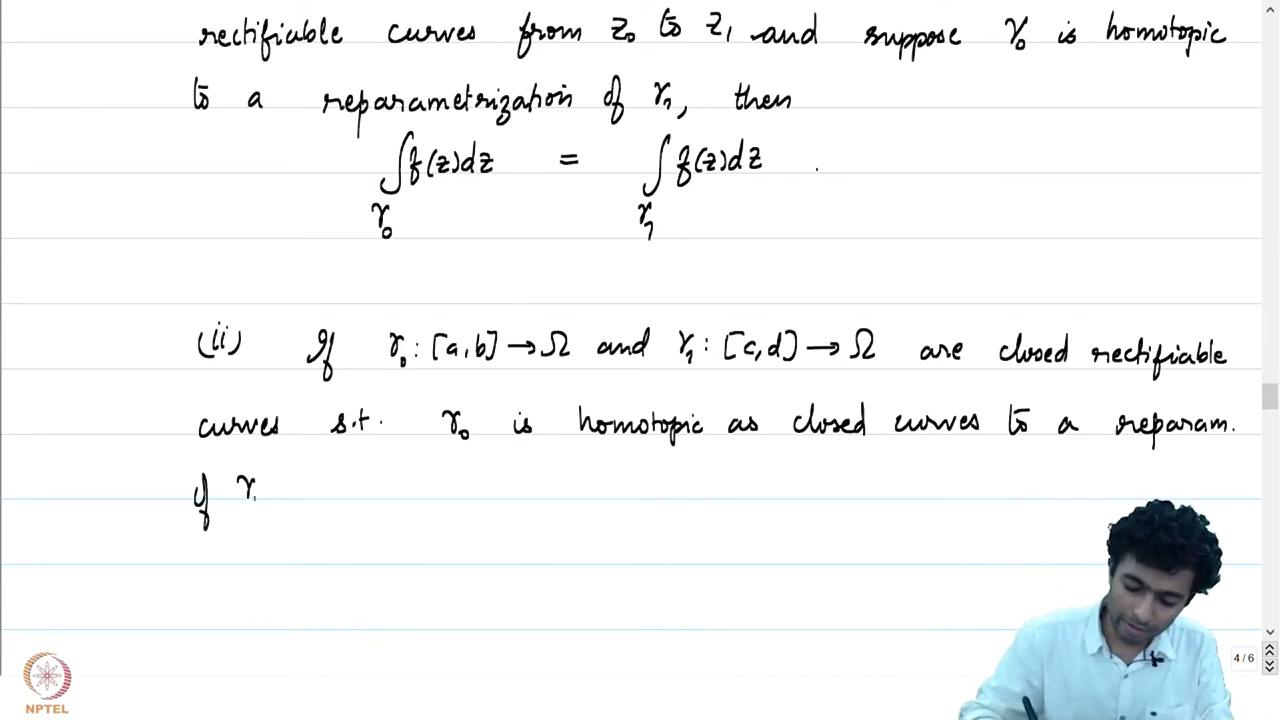 rectifiable curves from z₀ to z₁ and suppose γ₀ is homotopic
to a reparametrization of γ₁, then
∫f(z)dz = ∫f(z)dz .
γ₀ γ₁
(ii) If γ₀ : [a,b] → Ω and γ₁ : [c,d] → Ω are closed rectifiable
curves s.t. γ₀ is homotopic as closed curves to a reparam.
of γ
4/6
NPTEL